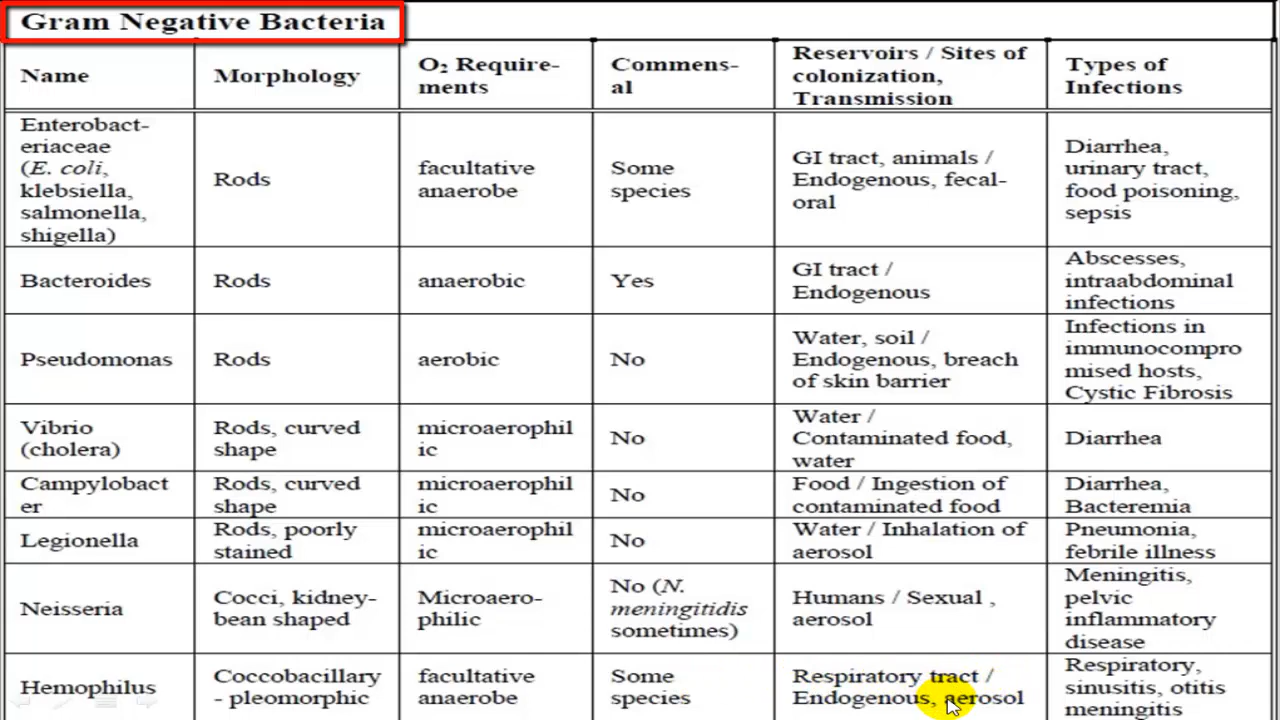 Gram Negative Bacteria
Name
Morphology
O₂ Require-
ments
Commens-
al
Reservoirs / Sites of
colonization,
Transmission
Types of
Infections
Enterobact-
eriaceae
(E. coli,
klebsiella,
salmonella,
shigella)
Rods
facultative
anaerobe
Some
species
GI tract, animals /
Endogenous, fecal-
oral
Diarrhea,
urinary tract,
food poisoning,
sepsis
Bacteroides
Rods
anaerobic
Yes
GI tract /
Endogenous
Abscesses,
intraabdominal
infections
Pseudomonas
Rods
aerobic
No
Water, soil /
Endogenous, breach
of skin barrier
Infections in
immunocompro
mised hosts,
Cystic Fibrosis
Vibrio
(cholera)
Rods, curved
shape
microaerophil
ic
No
Water /
Contaminated food,
water
Diarrhea
Campylobact
er
Rods, curved
shape
microaerophil
ic
No
Food / Ingestion of
contaminated food
Diarrhea,
Bacteremia
Legionella
Rods, poorly
stained
microaerophil
ic
No
Water / Inhalation of
aerosol
Pneumonia,
febrile illness
Neisseria
Cocci, kidney-
bean shaped
Microaero-
philic
No (N.
meningitidis
sometimes)
Humans / Sexual ,
aerosol
Meningitis,
pelvic
inflammatory
disease
Hemophilus
Coccobacillary
- pleomorphic
facultative
anaerobe
Some
species
Respiratory tract /
Endogenous, aerosol
Respiratory,
sinusitis, otitis
meningitis